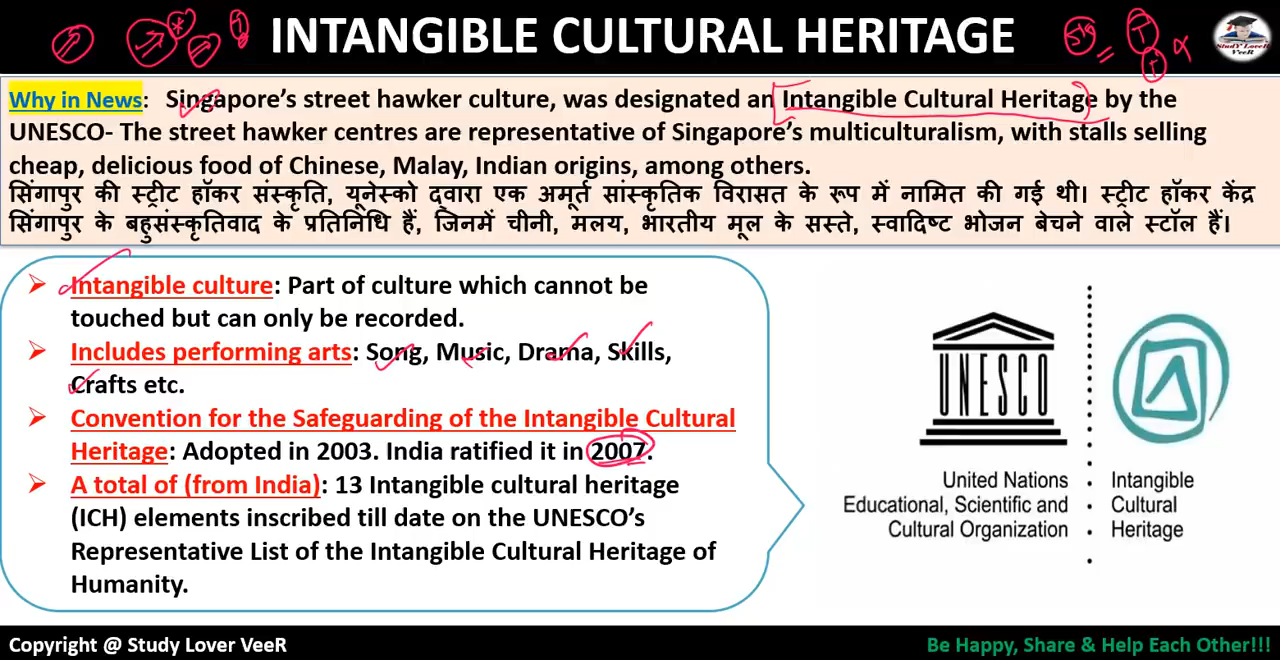 INTANGIBLE CULTURAL HERITAGE
StudY LoveR
VeeR
Why in News: Singapore's street hawker culture, was designated an Intangible Cultural Heritage by the
UNESCO- The street hawker centres are representative of Singapore's multiculturalism, with stalls selling
cheap, delicious food of Chinese, Malay, Indian origins, among others.
सिंगापुर की स्ट्रीट हॉकर संस्कृति, यूनेस्को द्वारा एक अमूर्त सांस्कृतिक विरासत के रूप में नामित की गई थी। स्ट्रीट हॉकर केंद्र
सिंगापुर के बहुसंस्कृतिवाद के प्रतिनिधि हैं, जिनमें चीनी, मलय, भारतीय मूल के सस्ते, स्वादिष्ट भोजन बेचने वाले स्टॉल हैं।
➢ Intangible culture: Part of culture which cannot be
touched but can only be recorded.
➢ Includes performing arts: Song, Music, Drama, Skills,
Crafts etc.
➢ Convention for the Safeguarding of the Intangible Cultural
Heritage: Adopted in 2003. India ratified it in 2007.
➢ A total of (from India): 13 Intangible cultural heritage
(ICH) elements inscribed till date on the UNESCO's
Representative List of the Intangible Cultural Heritage of
Humanity.
UNESCO
United Nations
Educational, Scientific and
Cultural Organization
Intangible
Cultural
Heritage
Copyright @ Study Lover VeeR
Be Happy, Share & Help Each Other!!!